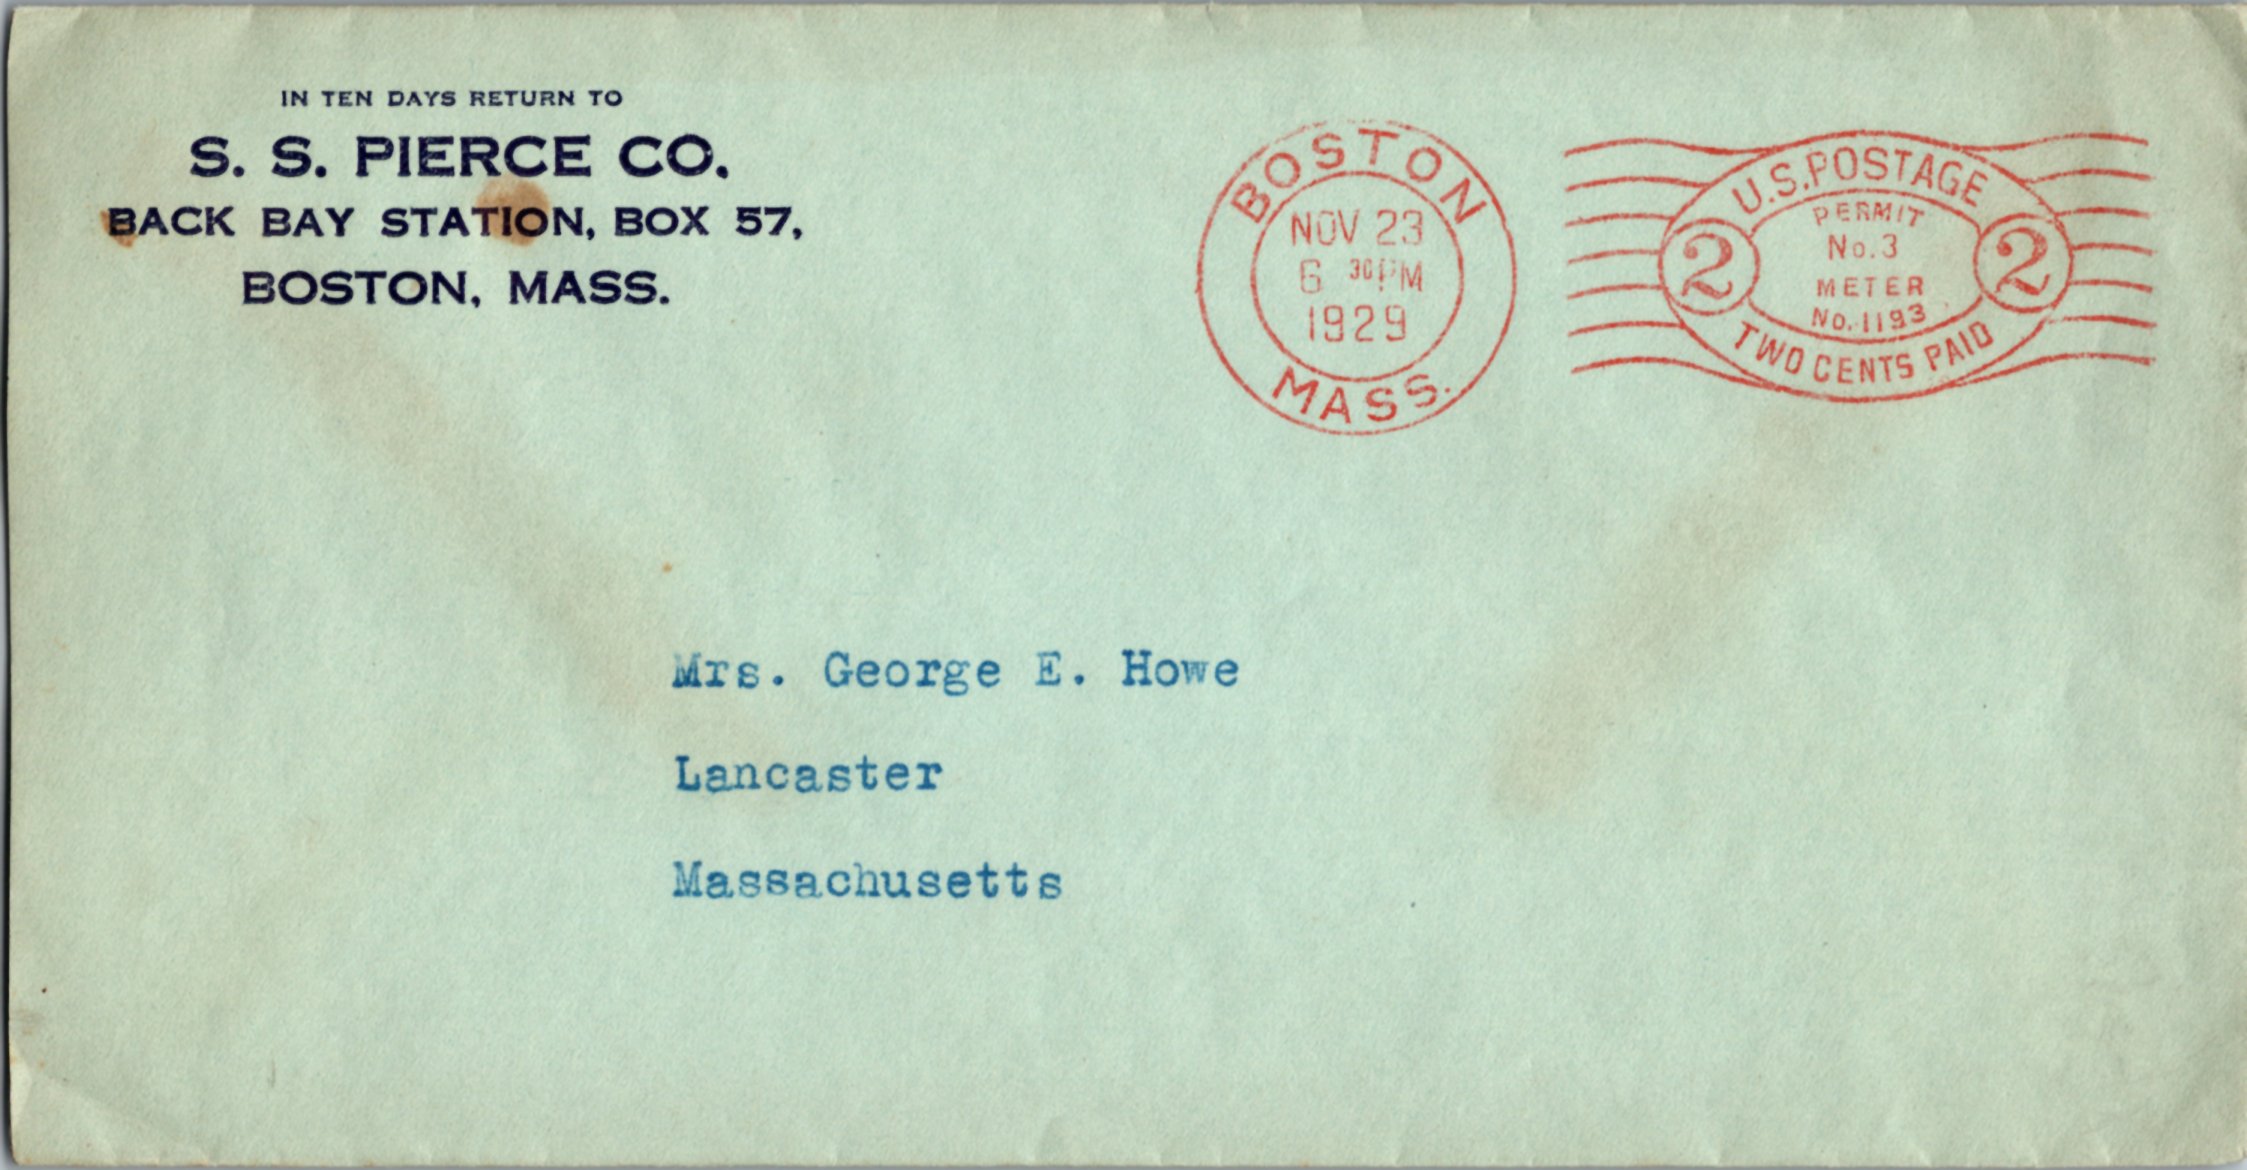 IN TEN DAYS RETURN TO
S. S. PIERCE CO.
BACK BAY STATION, BOX 57,
BOSTON, MASS.
BOSTON
NOV 23
6 30 PM
1929
MASS.
U.S. POSTAGE
PERMIT
No. 3
METER
No. 1193
2 2
TWO CENTS PAID
Mrs. George E. Howe
Lancaster
Massachusetts